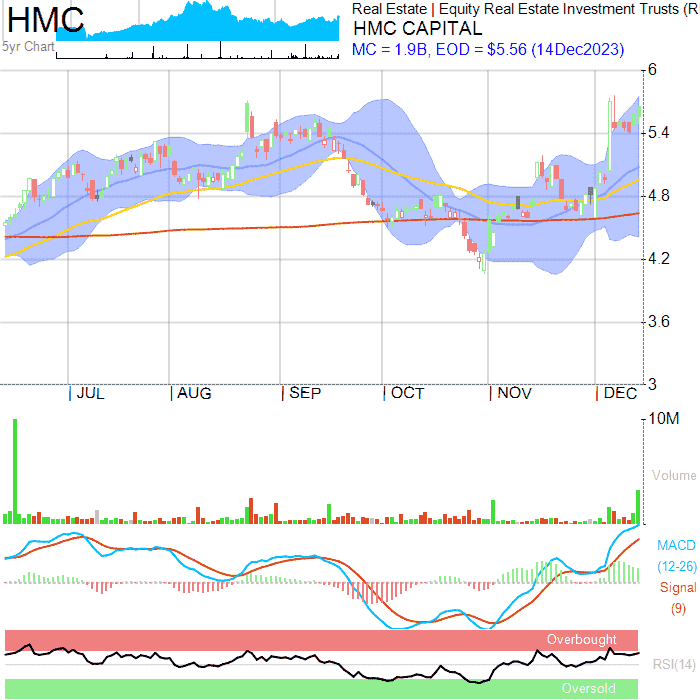 HMC
5yr Chart
Real Estate | Equity Real Estate Investment Trusts (R
HMC CAPITAL
MC = 1.9B, EOD = $5.56 (14Dec2023)
6
5.4
4.8
4.2
3.6
3
JUL
AUG
SEP
OCT
NOV
DEC
10M
Volume
MACD
(12-26)
Signal
(9)
Overbought
RSI(14)
Oversold